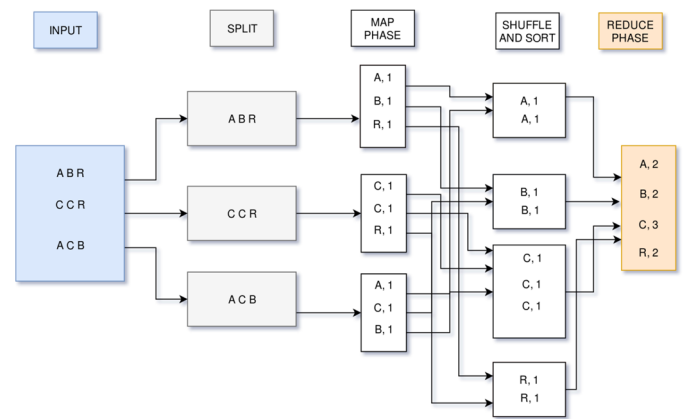 INPUT
SPLIT
MAP
PHASE
SHUFFLE
AND SORT
REDUCE
PHASE
A B R
C C R
A C B
A B R
C C R
A C B
A, 1
B, 1
R, 1
C, 1
C, 1
R, 1
A, 1
C, 1
B, 1
A, 1
A, 1
B, 1
B, 1
C, 1
C, 1
C, 1
R, 1
R, 1
A, 2
B, 2
C, 3
R, 2